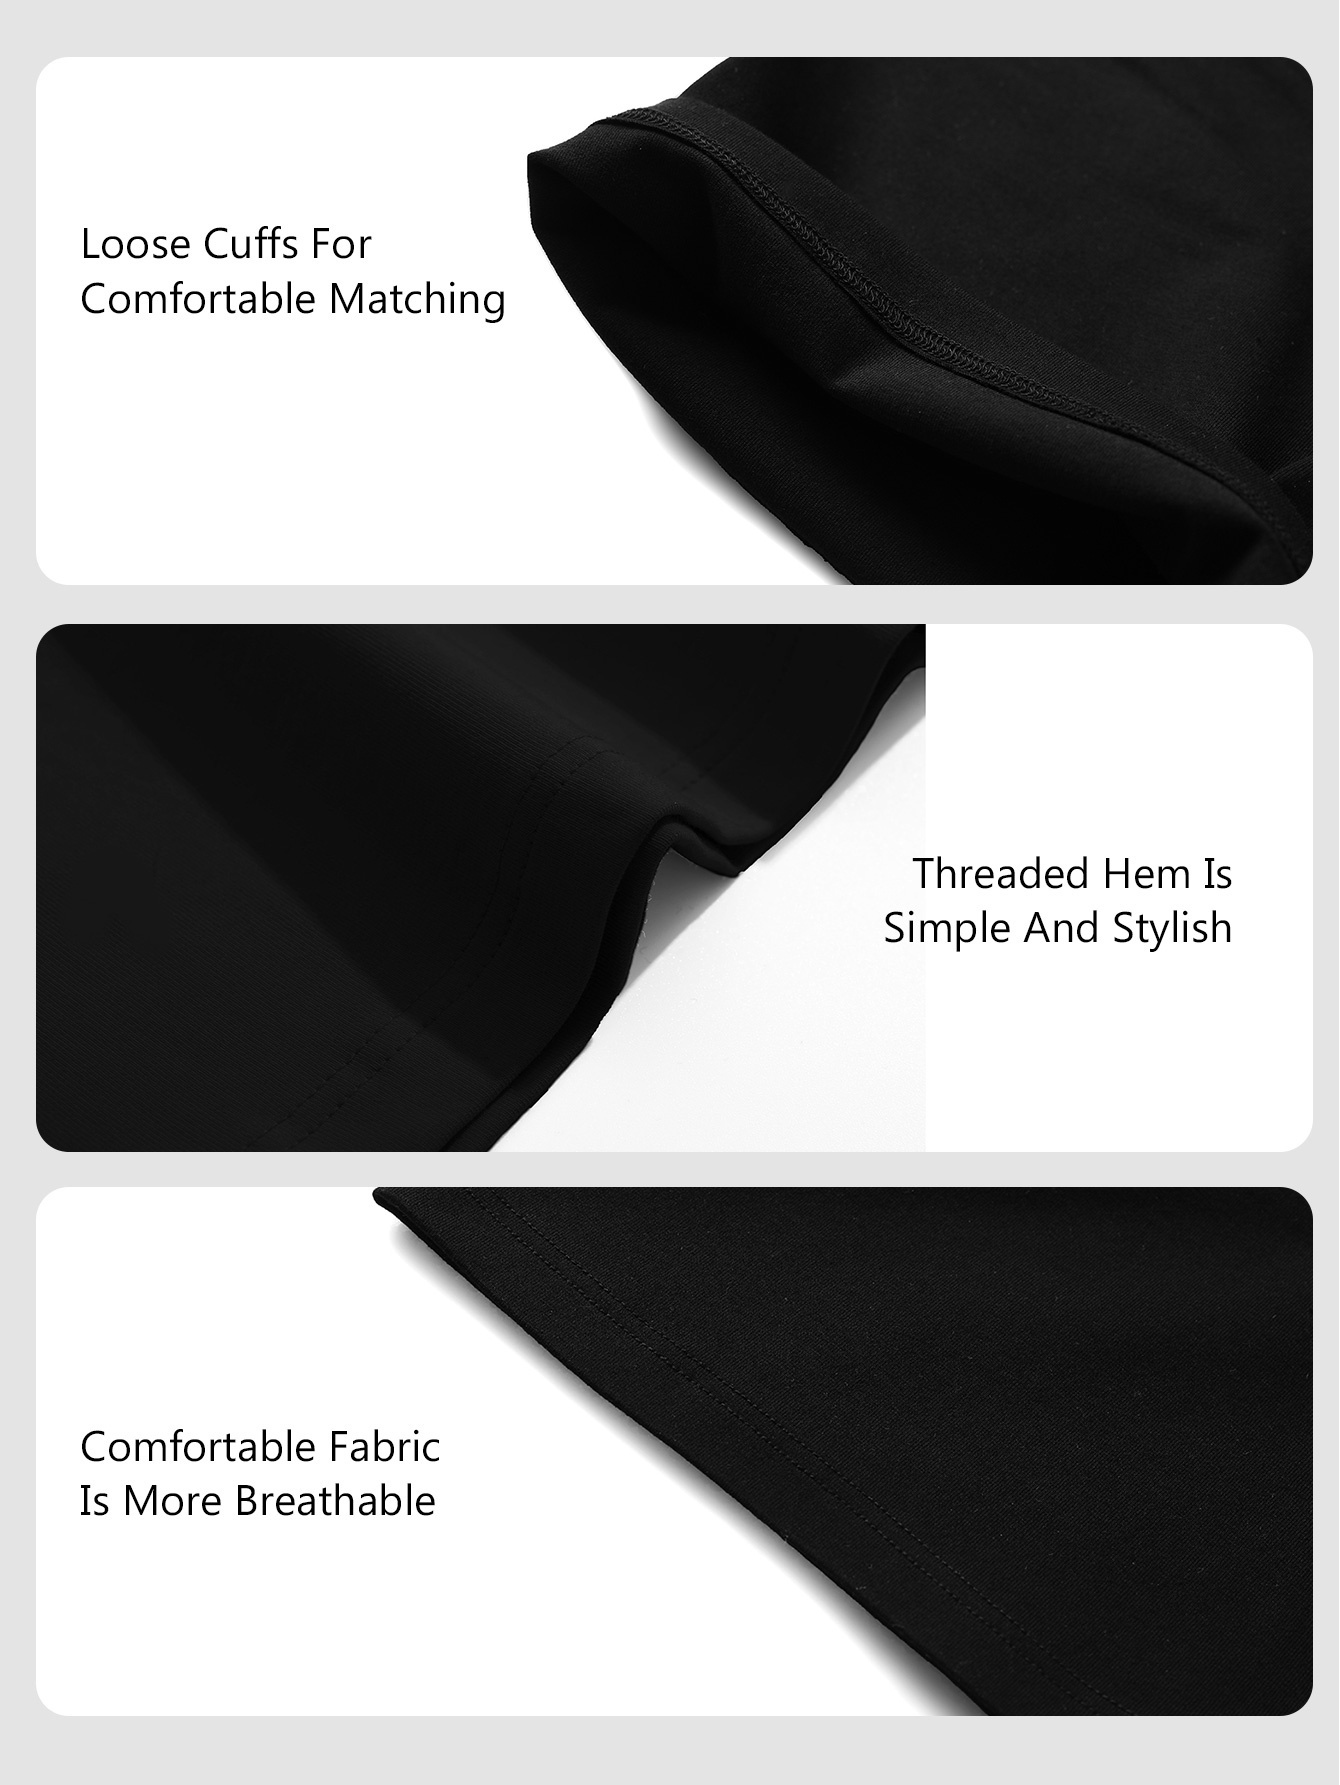 Loose Cuffs For
Comfortable Matching
Threaded Hem Is
Simple And Stylish
Comfortable Fabric
Is More Breathable